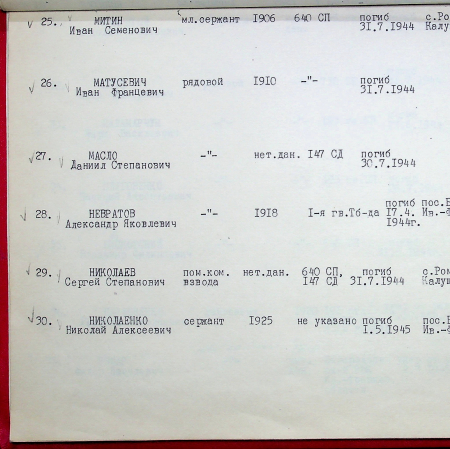 25. МИТИН мл.сержант 1906 640 СП погиб
Иван Семенович 31.7.1944
26. МАТУСЕВИЧ рядовой 1910 -"- погиб
Иван Францевич 31.7.1944
27. МАСЛО -"- нет.дан. 147 СД погиб
Даниил Степанович 30.7.1944
погиб пос.
28. НЕВРАТОВ -"- 1918 1-я гв.Тб-да 17.4. Ив.-
Александр Яковлевич 1944г.
29. НИКОЛАЕВ пом.ком. нет.дан. 640 СП, погиб с.Ром
Сергей Степанович взвода 147 СД 31.7.1944 Калуш
30. НИКОЛАЕНКО сержант 1925 не указано погиб пос.
Николай Алексеевич 1.5.1945 Ив.-